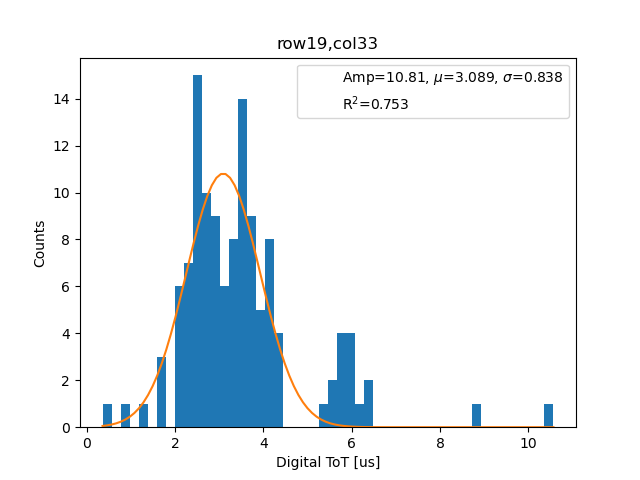 row19,col33
Amp=10.81, μ=3.089, σ=0.838
R²=0.753
14
12
10
8
6
4
2
0
Counts
0 2 4 6 8 10
Digital ToT [us]